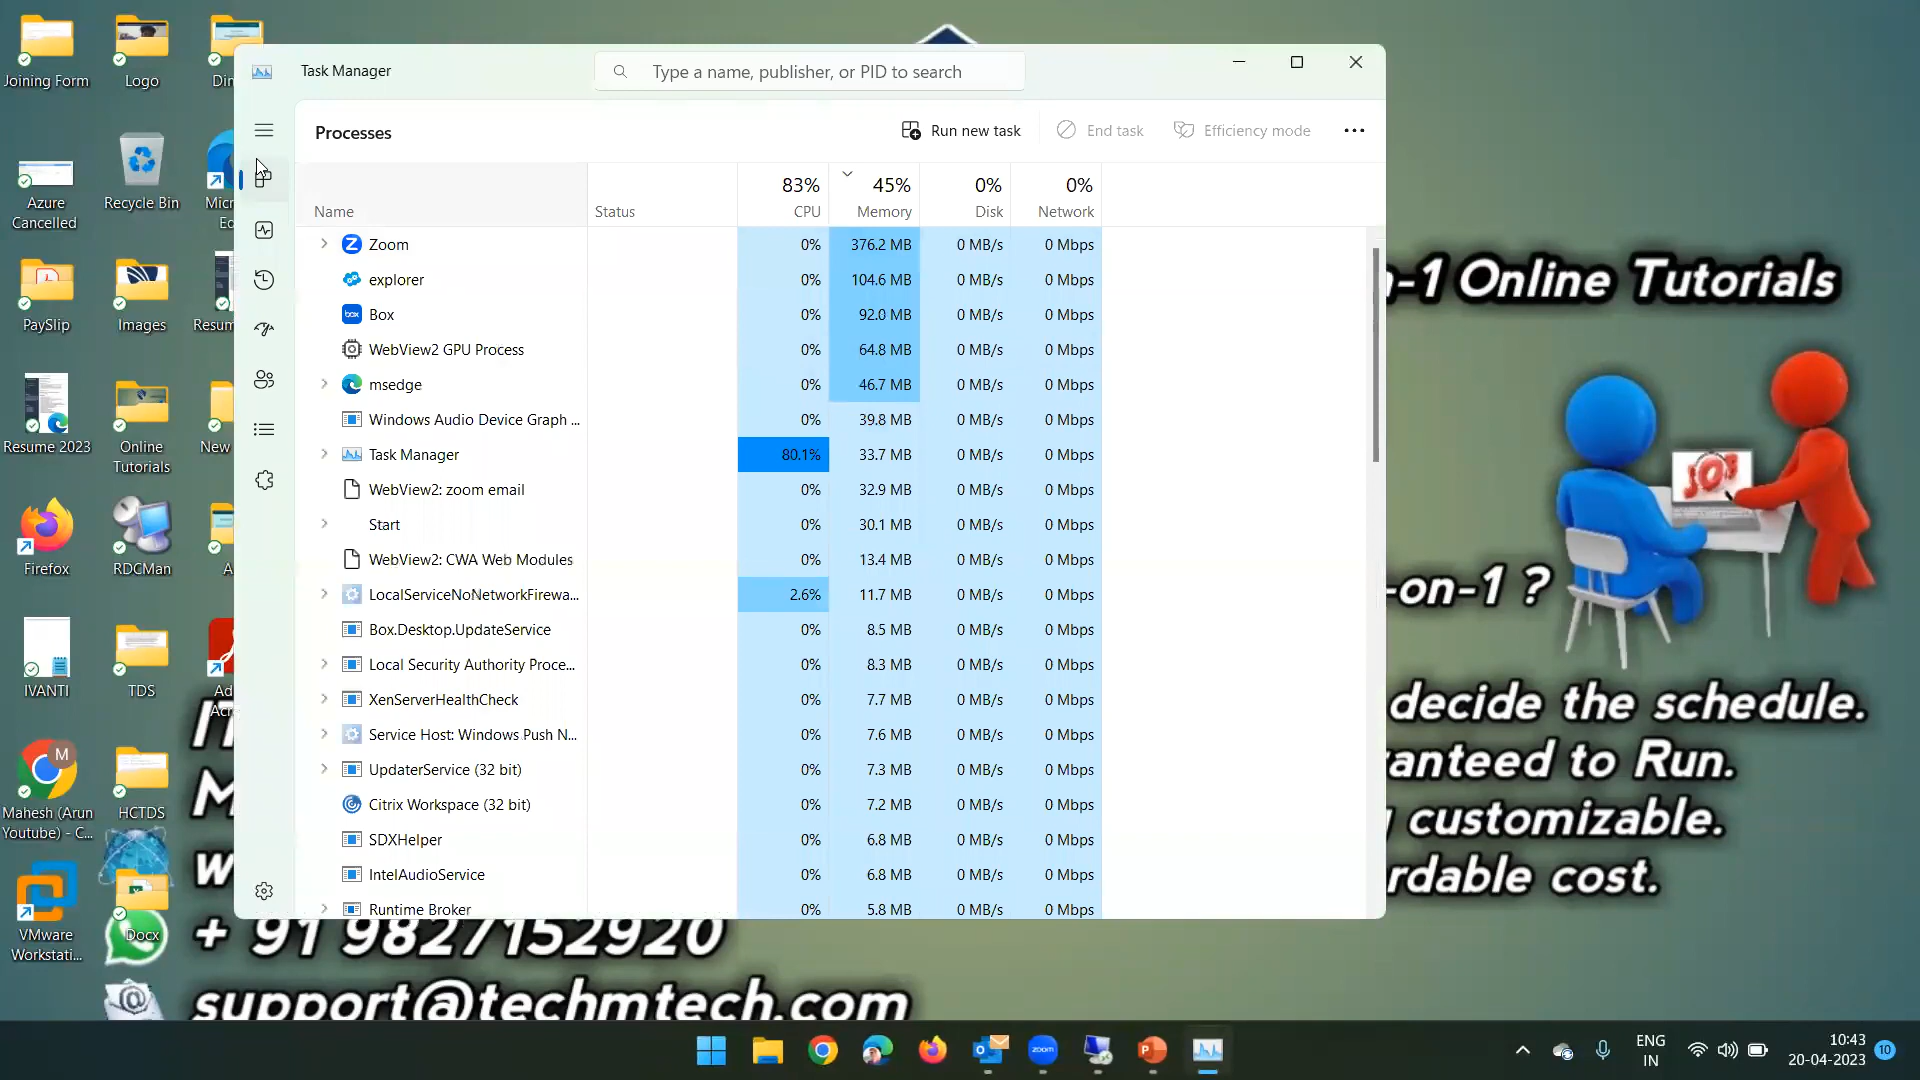 Joining Form
Logo
Din
Azure
Cancelled
Recycle Bin
Micr
Ed
PaySlip
Images
Resum
Resume 2023
Online
Tutorials
New
Firefox
RDCMan
A
IVANTI
TDS
Ad
Acr
Mahesh (Arun
Youtube) - C...
HCTDS
VMware
Workstati...
Docx
M
Task Manager
Type a name, publisher, or PID to search
Processes
Run new task
End task
Efficiency mode
83% 45% 0% 0%
Name Status CPU Memory Disk Network
Zoom 0% 376.2 MB 0 MB/s 0 Mbps
explorer 0% 104.6 MB 0 MB/s 0 Mbps
box Box 0% 92.0 MB 0 MB/s 0 Mbps
WebView2 GPU Process 0% 64.8 MB 0 MB/s 0 Mbps
msedge 0% 46.7 MB 0 MB/s 0 Mbps
Windows Audio Device Graph ... 0% 39.8 MB 0 MB/s 0 Mbps
Task Manager 80.1% 33.7 MB 0 MB/s 0 Mbps
WebView2: zoom email 0% 32.9 MB 0 MB/s 0 Mbps
Start 0% 30.1 MB 0 MB/s 0 Mbps
WebView2: CWA Web Modules 0% 13.4 MB 0 MB/s 0 Mbps
LocalServiceNoNetworkFirewa... 2.6% 11.7 MB 0 MB/s 0 Mbps
Box.Desktop.UpdateService 0% 8.5 MB 0 MB/s 0 Mbps
Local Security Authority Proce... 0% 8.3 MB 0 MB/s 0 Mbps
XenServerHealthCheck 0% 7.7 MB 0 MB/s 0 Mbps
Service Host: Windows Push N... 0% 7.6 MB 0 MB/s 0 Mbps
UpdaterService (32 bit) 0% 7.3 MB 0 MB/s 0 Mbps
Citrix Workspace (32 bit) 0% 7.2 MB 0 MB/s 0 Mbps
SDXHelper 0% 6.8 MB 0 MB/s 0 Mbps
IntelAudioService 0% 6.8 MB 0 MB/s 0 Mbps
Runtime Broker 0% 5.8 MB 0 MB/s 0 Mbps
-1 Online Tutorials
JOB
-on-1 ?
decide the schedule.
anteed to Run.
customizable.
rdable cost.
+ 91 9827152920
support@techmtech.com
zoom
ENG
IN
10:43
20-04-2023
10